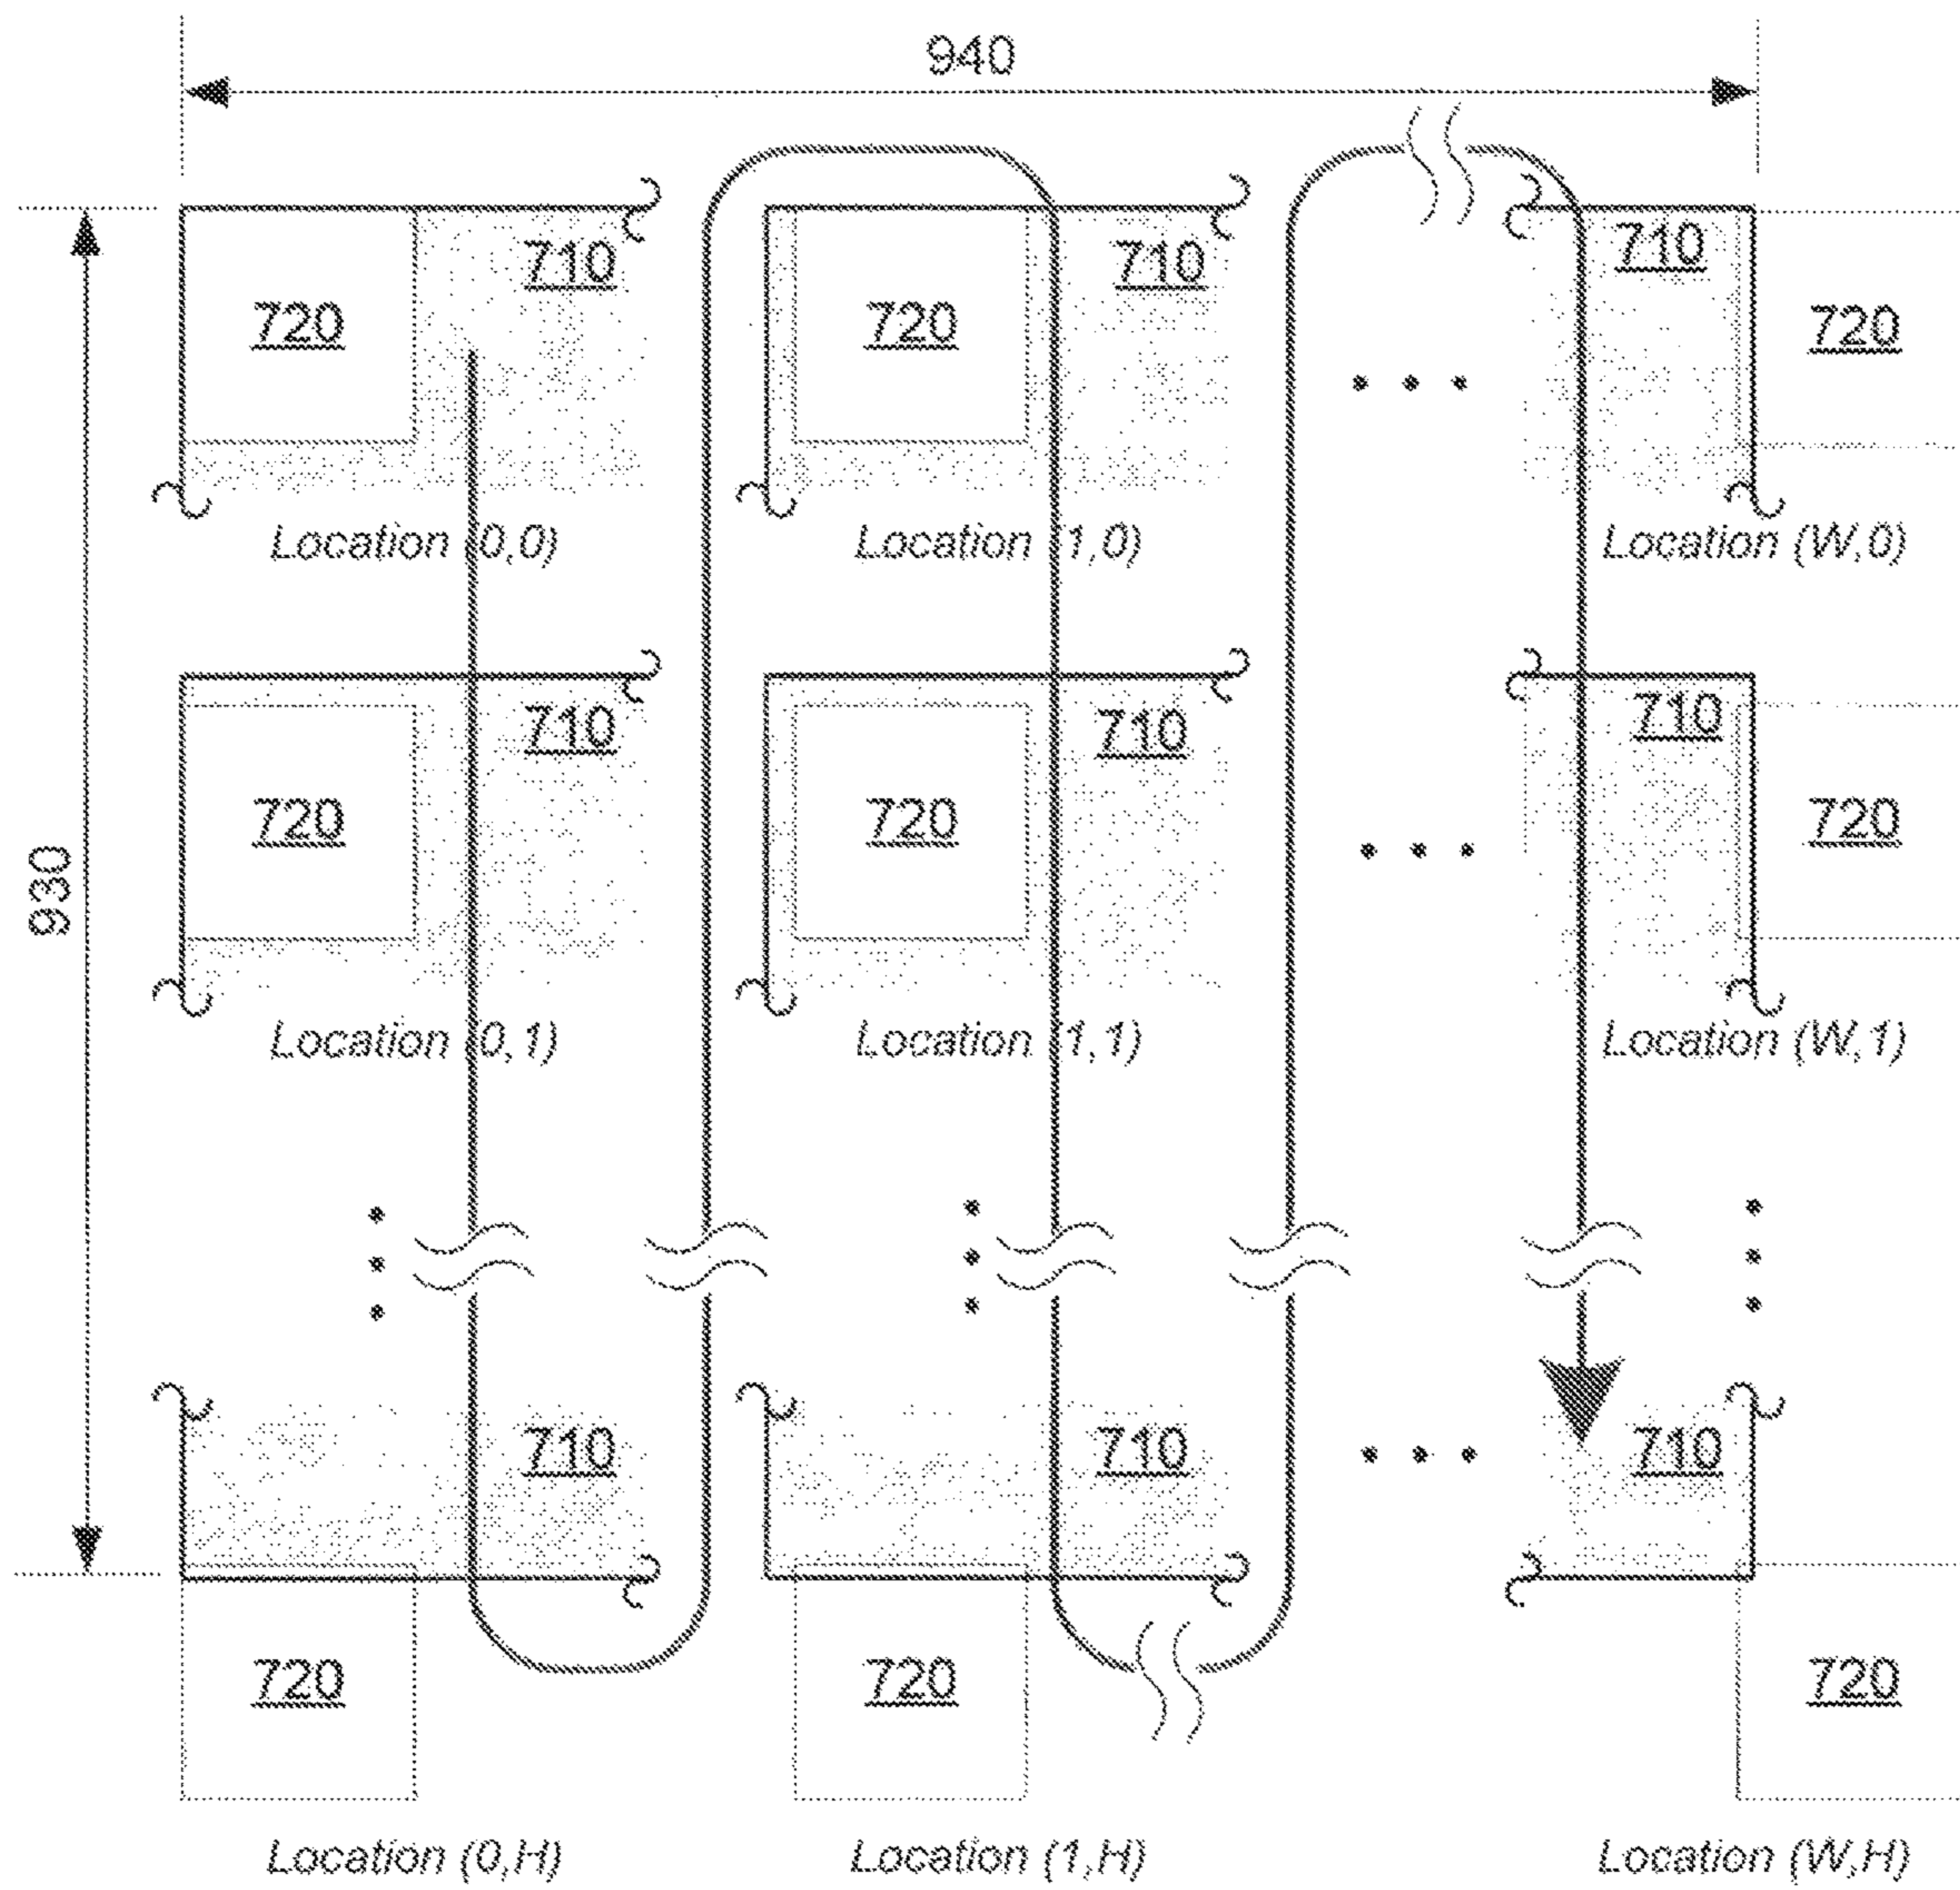 940
710 710 710
720 720 720
Location (0,0) Location (1,0) Location (W,0)
710 710 710
720 720 720
930
Location (0,1) Location (1,1) Location (W,1)
710 710 710
720 720 720
Location (0,H) Location (1,H) Location (W,H)